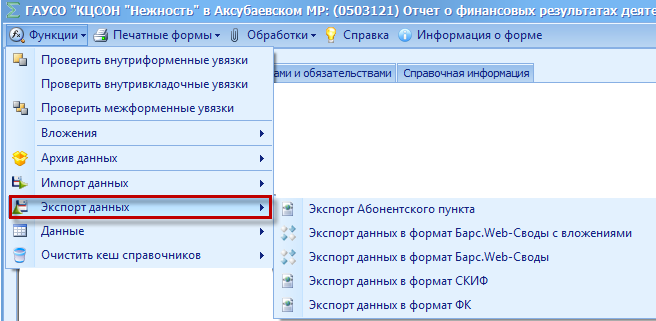 ГАУСО "КЦСОН "Нежность" в Аксубаевском МР: (0503121) Отчет о финансовых результатах
Функции Печатные формы Обработки Справка Информация о форме
ами и обязательствами Справочная информация
Проверить внутриформенные увязки
Проверить внутривкладочные увязки
Проверить межформенные увязки
Вложения
Архив данных
Импорт данных
Экспорт данных
Данные
Очистить кеш справочников
Экспорт Абонентского пункта
Экспорт данных в формат Барс.Web-Своды с вложениями
Экспорт данных в формат Барс.Web-Своды
Экспорт данных в формат СКИФ
Экспорт данных в формат ФК